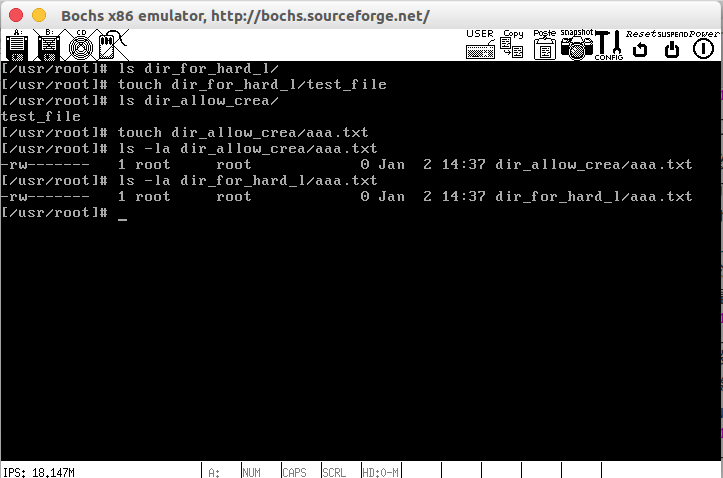 Bochs x86 emulator, http://bochs.sourceforge.net/
A: B: CD USER Copy Paste snapshot CONFIG Reset SUSPEND Power
[/usr/root]# ls dir_for_hard_l/
[/usr/root]# touch dir_for_hard_l/test_file
[/usr/root]# ls dir_allow_crea/
test_file
[/usr/root]# touch dir_allow_crea/aaa.txt
[/usr/root]# ls -la dir_allow_crea/aaa.txt
-rw-------   1 root     root            0 Jan  2 14:37 dir_allow_crea/aaa.txt
[/usr/root]# ls -la dir_for_hard_l/aaa.txt
-rw-------   1 root     root            0 Jan  2 14:37 dir_for_hard_l/aaa.txt
[/usr/root]# _
IPS: 18.147M A: NUM CAPS SCRL HD:0-M